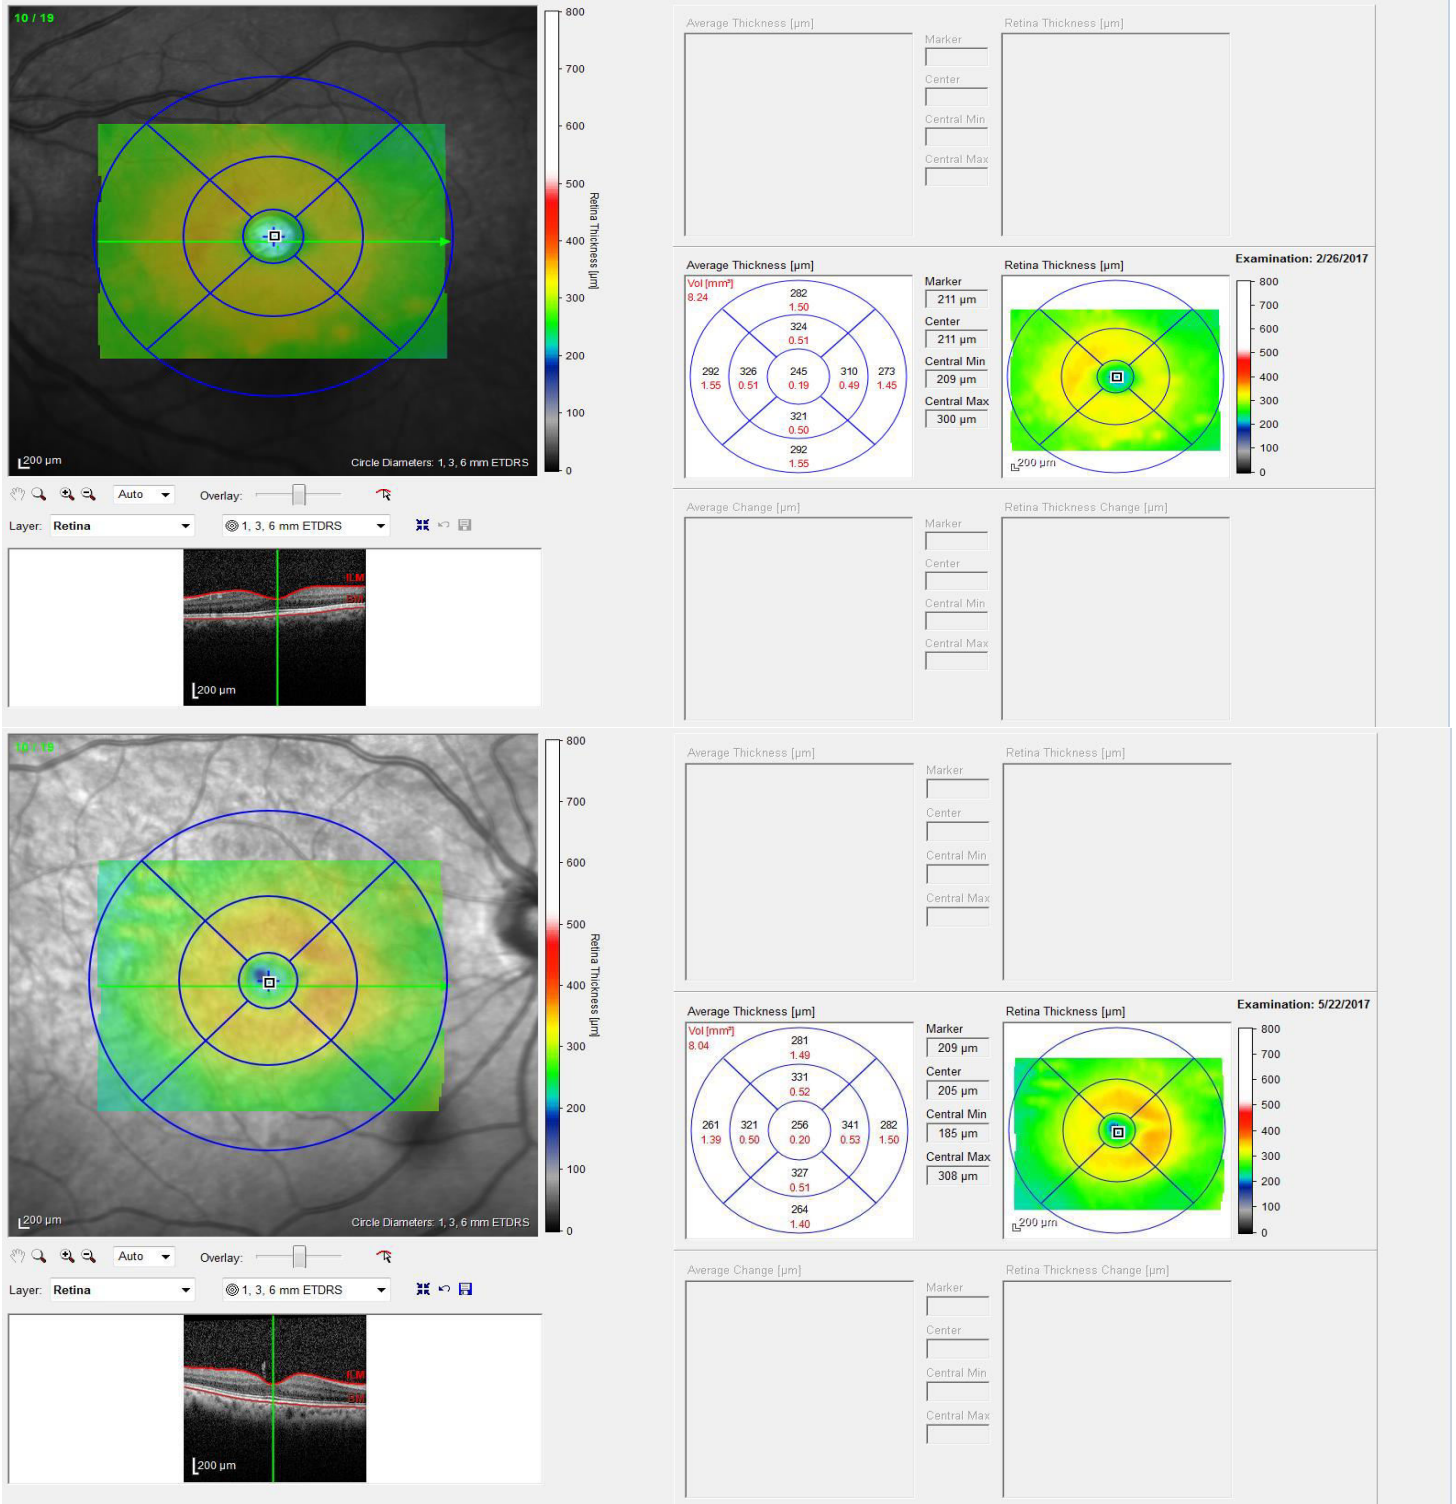 10 / 19
800
700
600
500
400
300
200
100
0
Retina Thickness [µm]
200 µm
Circle Diameters: 1, 3, 6 mm ETDRS
Auto
Overlay:
Layer: Retina
1, 3, 6 mm ETDRS
ILM
BM
200 µm
Average Thickness [µm]
Retina Thickness [µm]
Marker
Center
Central Min
Central Max
Examination: 2/26/2017
Average Thickness [µm]
Vol [mm³]
8.24
282
1.50
324
0.51
292 326 245 310 273
1.55 0.51 0.19 0.49 1.45
321
0.50
292
1.55
Marker
211 µm
Center
211 µm
Central Min
209 µm
Central Max
300 µm
Retina Thickness [µm]
200 µm
800
700
600
500
400
300
200
100
0
Average Change [µm]
Retina Thickness Change [µm]
Marker
Center
Central Min
Central Max
10 / 19
800
700
600
500
400
300
200
100
0
Retina Thickness [µm]
200 µm
Circle Diameters: 1, 3, 6 mm ETDRS
Auto
Overlay:
Layer: Retina
1, 3, 6 mm ETDRS
ILM
BM
200 µm
Average Thickness [µm]
Retina Thickness [µm]
Marker
Center
Central Min
Central Max
Examination: 5/22/2017
Average Thickness [µm]
Vol [mm³]
8.04
281
1.49
331
0.52
261 321 256 341 282
1.39 0.50 0.20 0.53 1.50
327
0.51
264
1.40
Marker
209 µm
Center
205 µm
Central Min
185 µm
Central Max
308 µm
Retina Thickness [µm]
200 µm
800
700
600
500
400
300
200
100
0
Average Change [µm]
Retina Thickness Change [µm]
Marker
Center
Central Min
Central Max